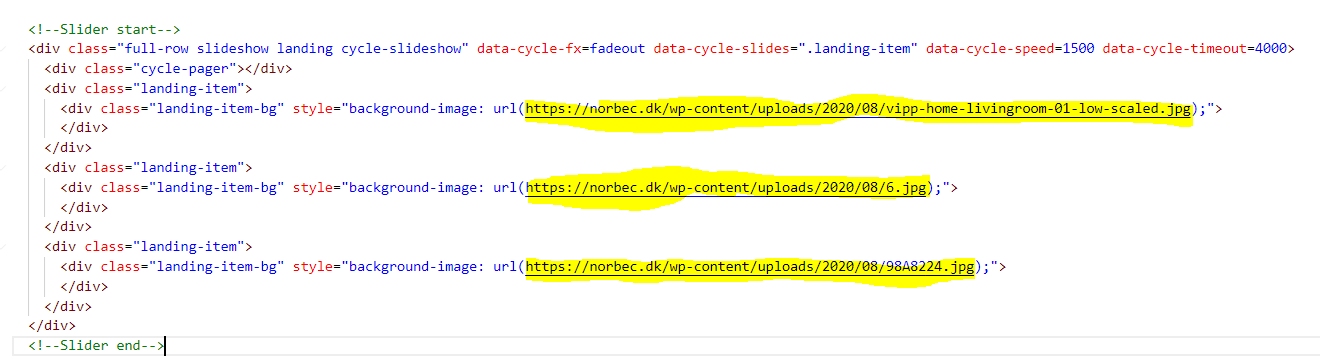 <!--Slider start-->
<div class="full-row slideshow landing cycle-slideshow" data-cycle-fx=fadeout data-cycle-slides=".landing-item" data-cycle-speed=1500 data-cycle-timeout=4000>
<div class="cycle-pager"></div>
<div class="landing-item">
<div class="landing-item-bg" style="background-image: url(https://norbec.dk/wp-content/uploads/2020/08/vipp-home-livingroom-01-low-scaled.jpg);">
</div>
</div>
<div class="landing-item">
<div class="landing-item-bg" style="background-image: url(https://norbec.dk/wp-content/uploads/2020/08/6.jpg);">
</div>
</div>
<div class="landing-item">
<div class="landing-item-bg" style="background-image: url(https://norbec.dk/wp-content/uploads/2020/08/98A8224.jpg);">
</div>
</div>
</div>
<!--Slider end-->